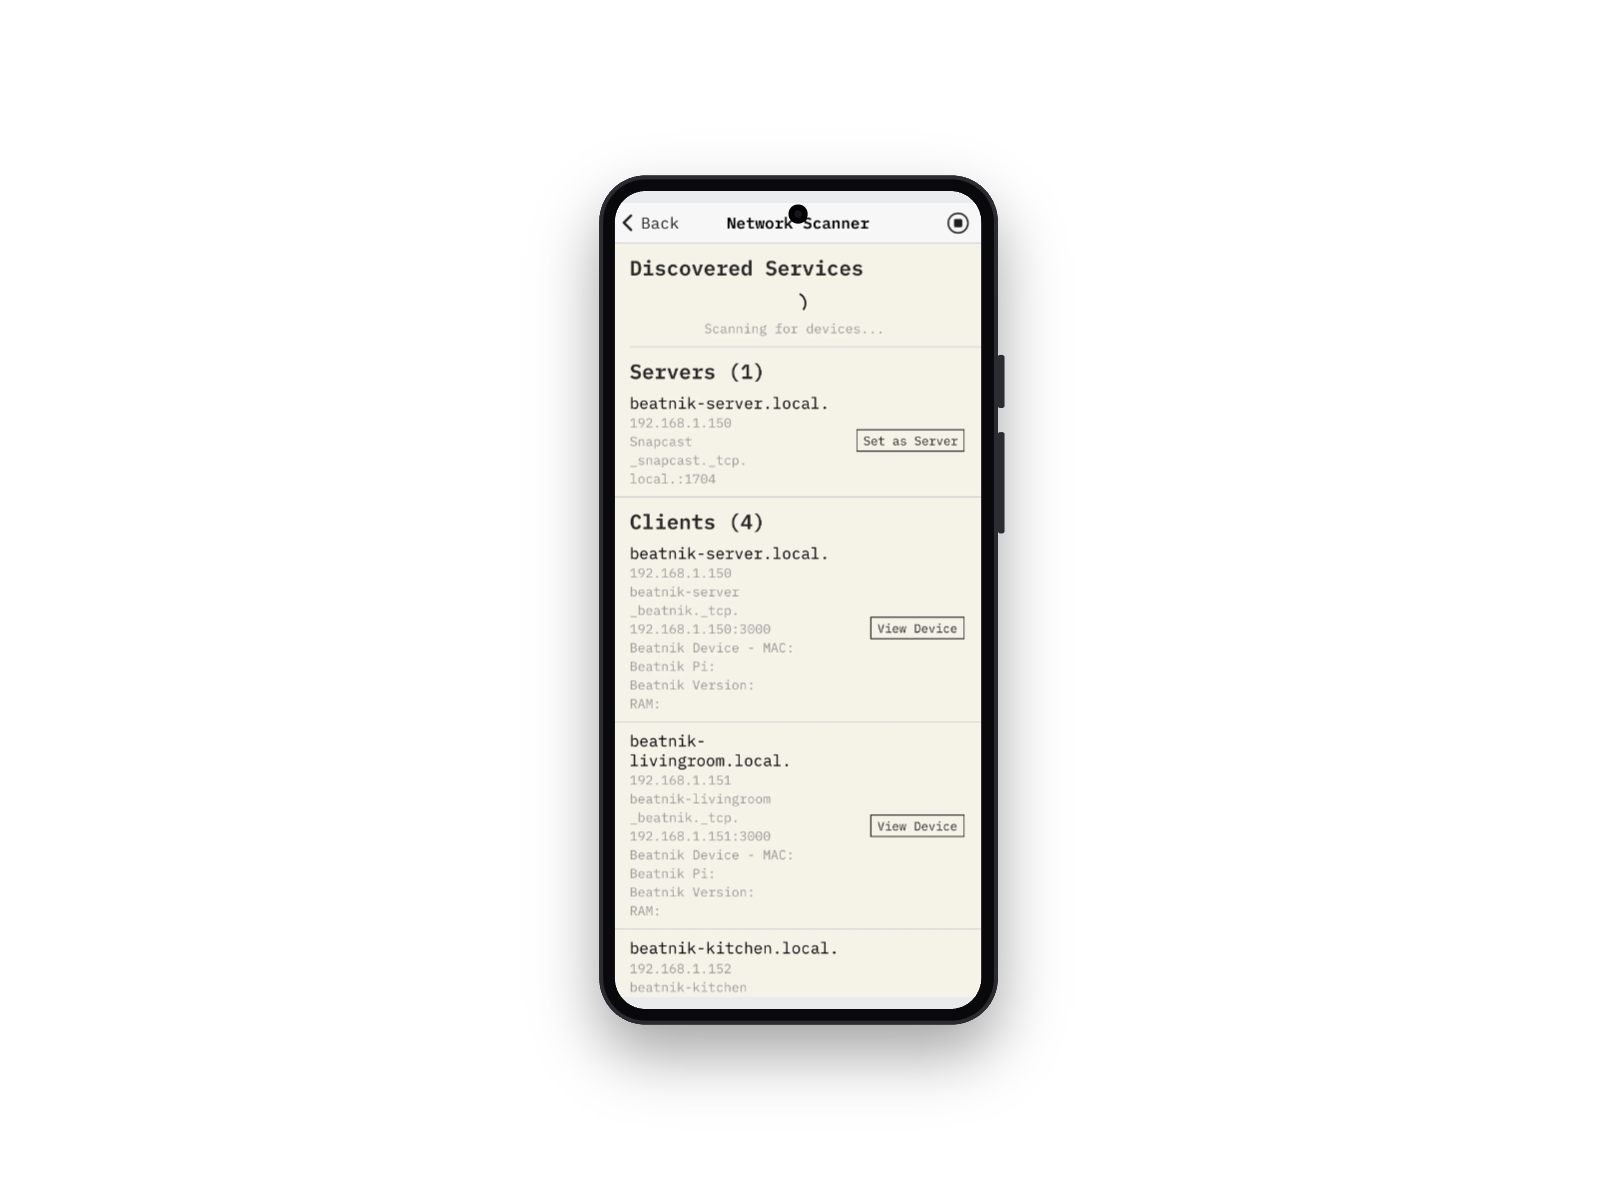 Back
Network Scanner
Discovered Services
Scanning for devices...
Servers (1)
beatnik-server.local.
192.168.1.150
Snapcast
_snapcast._tcp.
local.:1704
Set as Server
Clients (4)
beatnik-server.local.
192.168.1.150
beatnik-server
_beatnik._tcp.
192.168.1.150:3000
Beatnik Device - MAC:
Beatnik Pi:
Beatnik Version:
RAM:
View Device
beatnik-
livingroom.local.
192.168.1.151
beatnik-livingroom
_beatnik._tcp.
192.168.1.151:3000
Beatnik Device - MAC:
Beatnik Pi:
Beatnik Version:
RAM:
View Device
beatnik-kitchen.local.
192.168.1.152
beatnik-kitchen